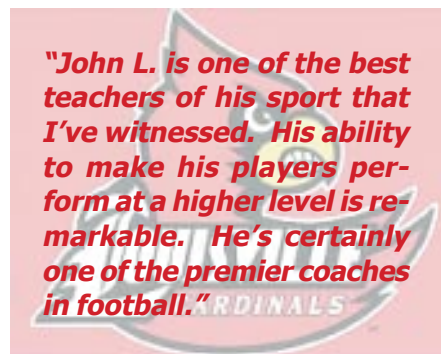 “John L. is one of the best
teachers of his sport that
I’ve witnessed.  His ability
to make his players per-
form at a higher level is re-
markable.  He’s certainly
one of the premier coaches
in football.”
CARDINALS